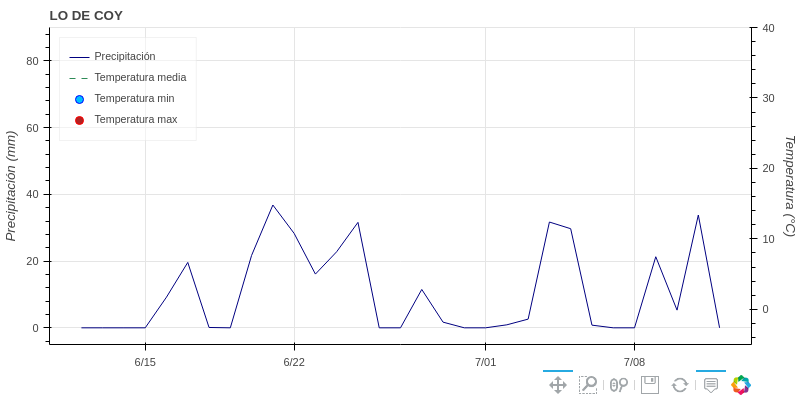 LO DE COY
Precipitación
Temperatura media
Temperatura min
Temperatura max
Precipitación (mm)
80
60
40
20
0
Temperatura (°C)
40
30
20
10
0
6/15
6/22
7/01
7/08